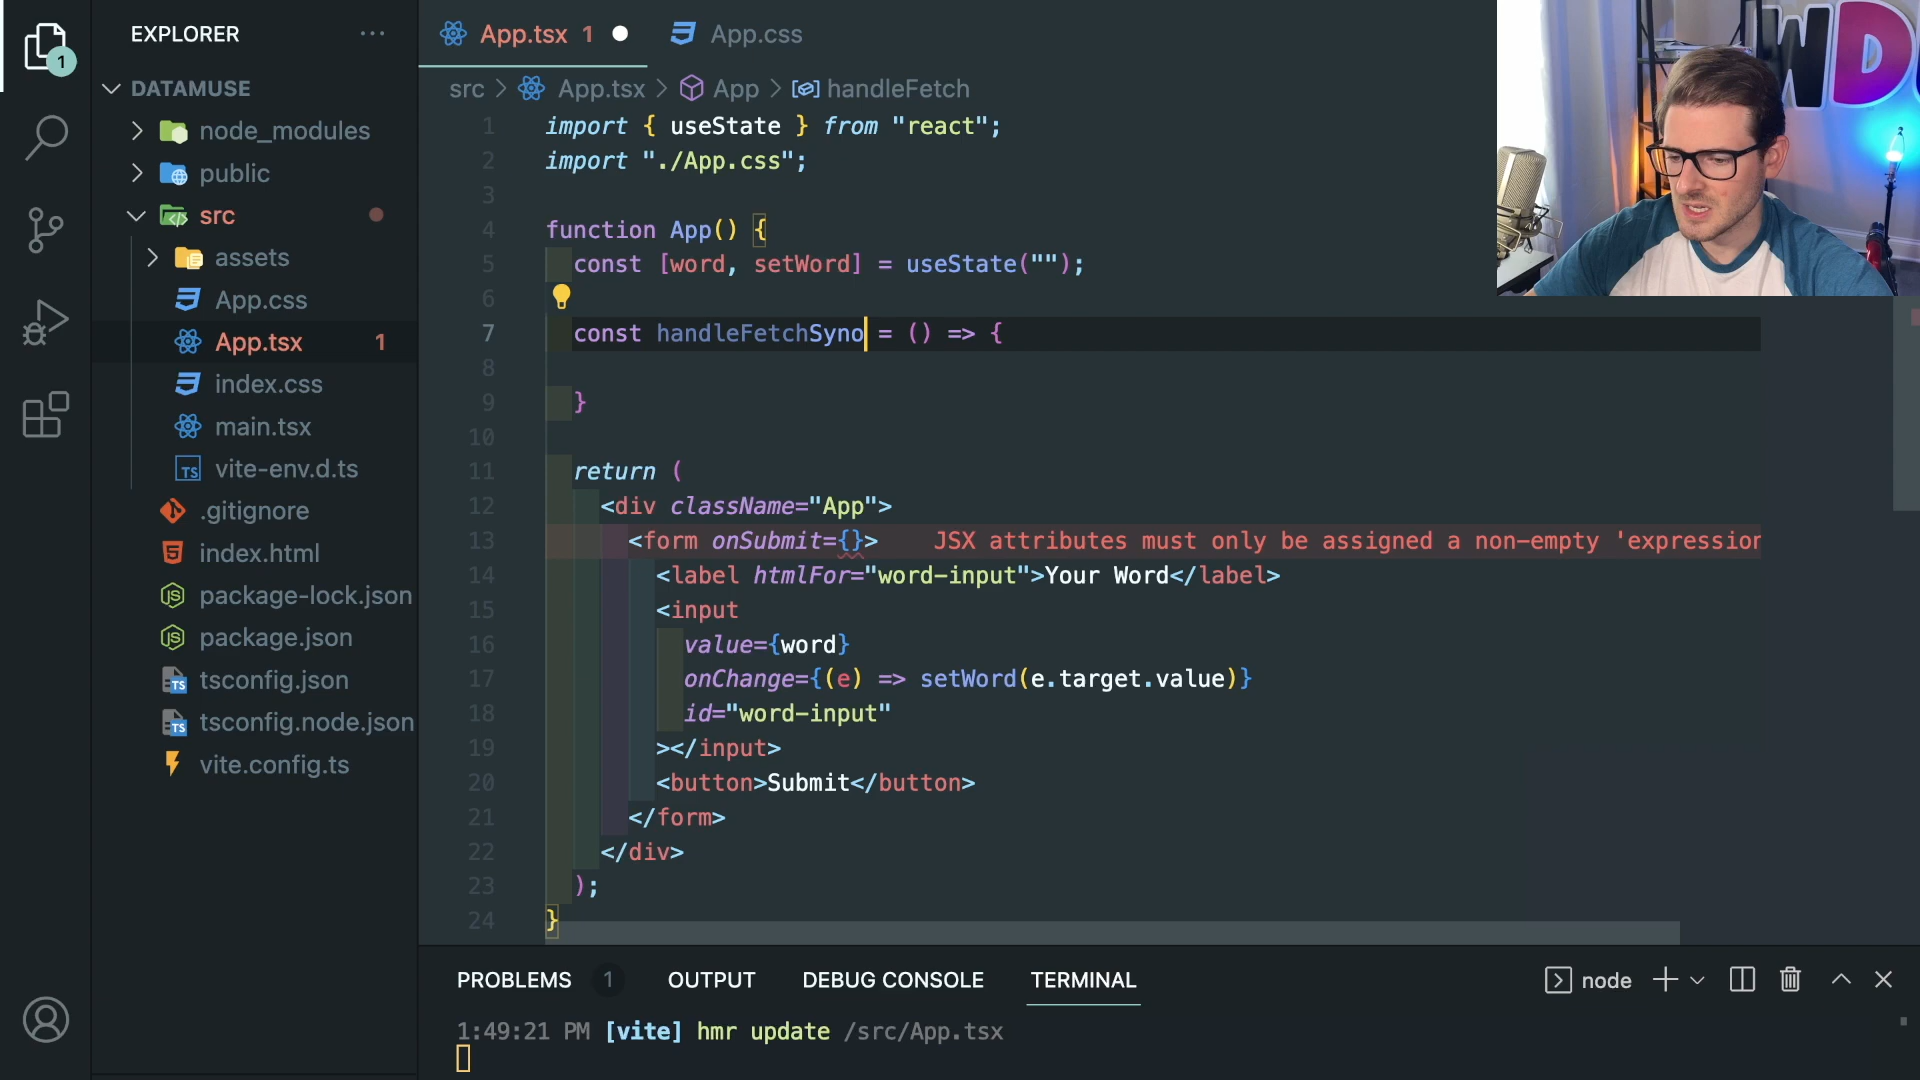 EXPLORER
DATAMUSE
node_modules
public
src
assets
App.css
App.tsx 1
index.css
main.tsx
vite-env.d.ts
.gitignore
index.html
package-lock.json
package.json
tsconfig.json
tsconfig.node.json
vite.config.ts
1
App.tsx 1
App.css
src > App.tsx > App > handleFetch
1 import { useState } from "react";
2 import "./App.css";
3
4 function App() {
5 const [word, setWord] = useState("");
6
7 const handleFetchSyno = () => {
8
9 }
10
11 return (
12 <div className="App">
13 <form onSubmit={}> JSX attributes must only be assigned a non-empty 'expression
14 <label htmlFor="word-input">Your Word</label>
15 <input
16 value={word}
17 onChange={(e) => setWord(e.target.value)}
18 id="word-input"
19 ></input>
20 <button>Submit</button>
21 </form>
22 </div>
23 );
24 }
PROBLEMS 1 OUTPUT DEBUG CONSOLE TERMINAL
node
1:49:21 PM [vite] hmr update /src/App.tsx
WD